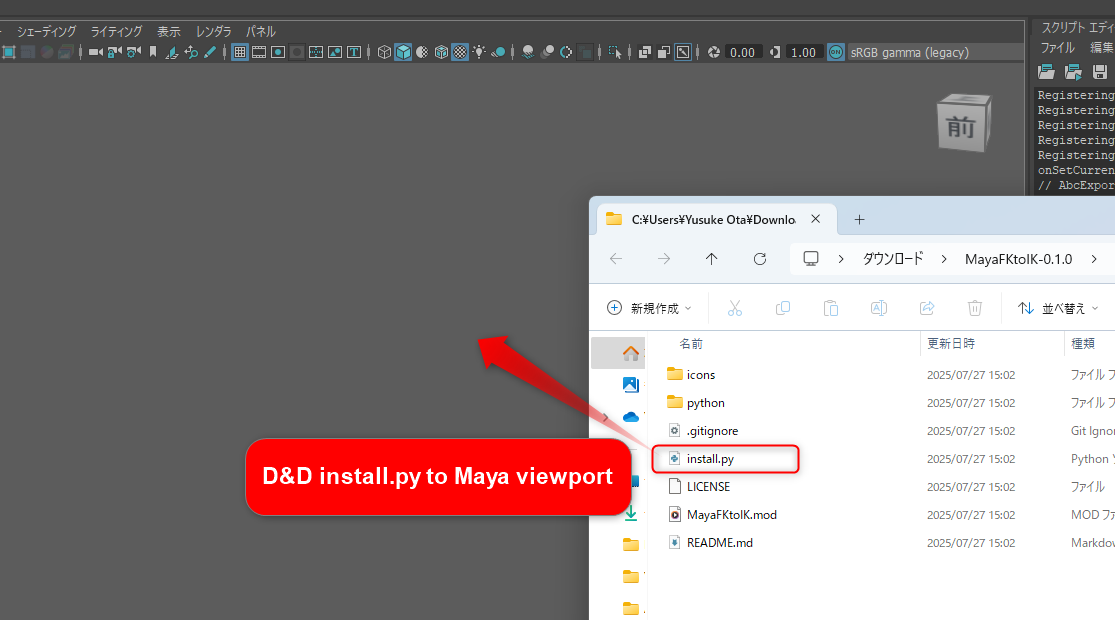 シェーディング ライティング 表示 レンダラ パネル
0.00 1.00 ON sRGB gamma (legacy)
スクリプト エディ
ファイル 編集
Registering
Registering
Registering
Registering
Registering
onSetCurren
// AbcExpor
前
C:¥Users¥Yusuke Ota¥Downlo
ダウンロード MayaFKtoIK-0.1.0
新規作成 並べ替え
名前 更新日時 種類
icons 2025/07/27 15:02 ファイル フ
python 2025/07/27 15:02 ファイル フ
.gitignore 2025/07/27 15:02 Git Ignor
install.py 2025/07/27 15:02 Python
LICENSE 2025/07/27 15:02 ファイル
MayaFKtoIK.mod 2025/07/27 15:02 MOD ファ
README.md 2025/07/27 15:02 Markdow
D&D install.py to Maya viewport